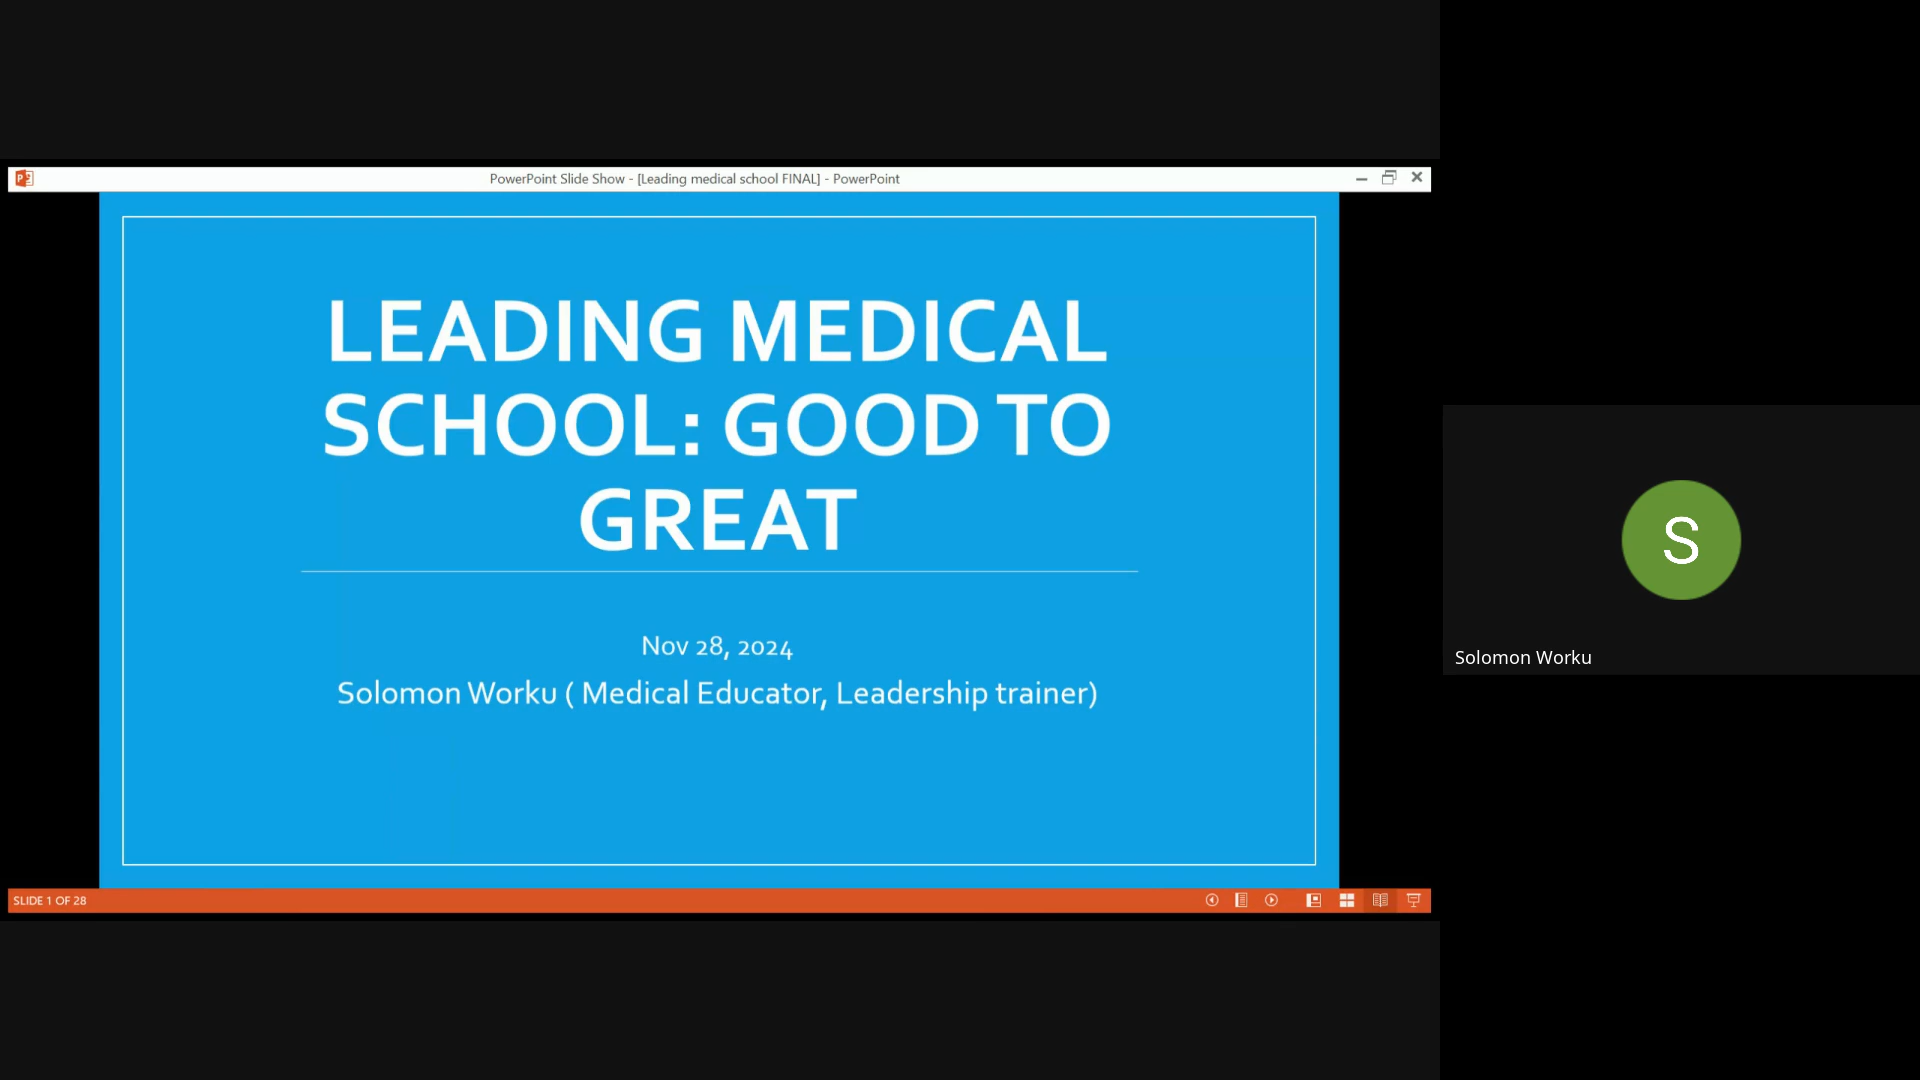 PowerPoint Slide Show - [Leading medical school FINAL] - PowerPoint
LEADING MEDICAL
SCHOOL: GOOD TO
GREAT
Nov 28, 2024
Solomon Worku ( Medical Educator, Leadership trainer)
SLIDE 1 OF 28
S
Solomon Worku